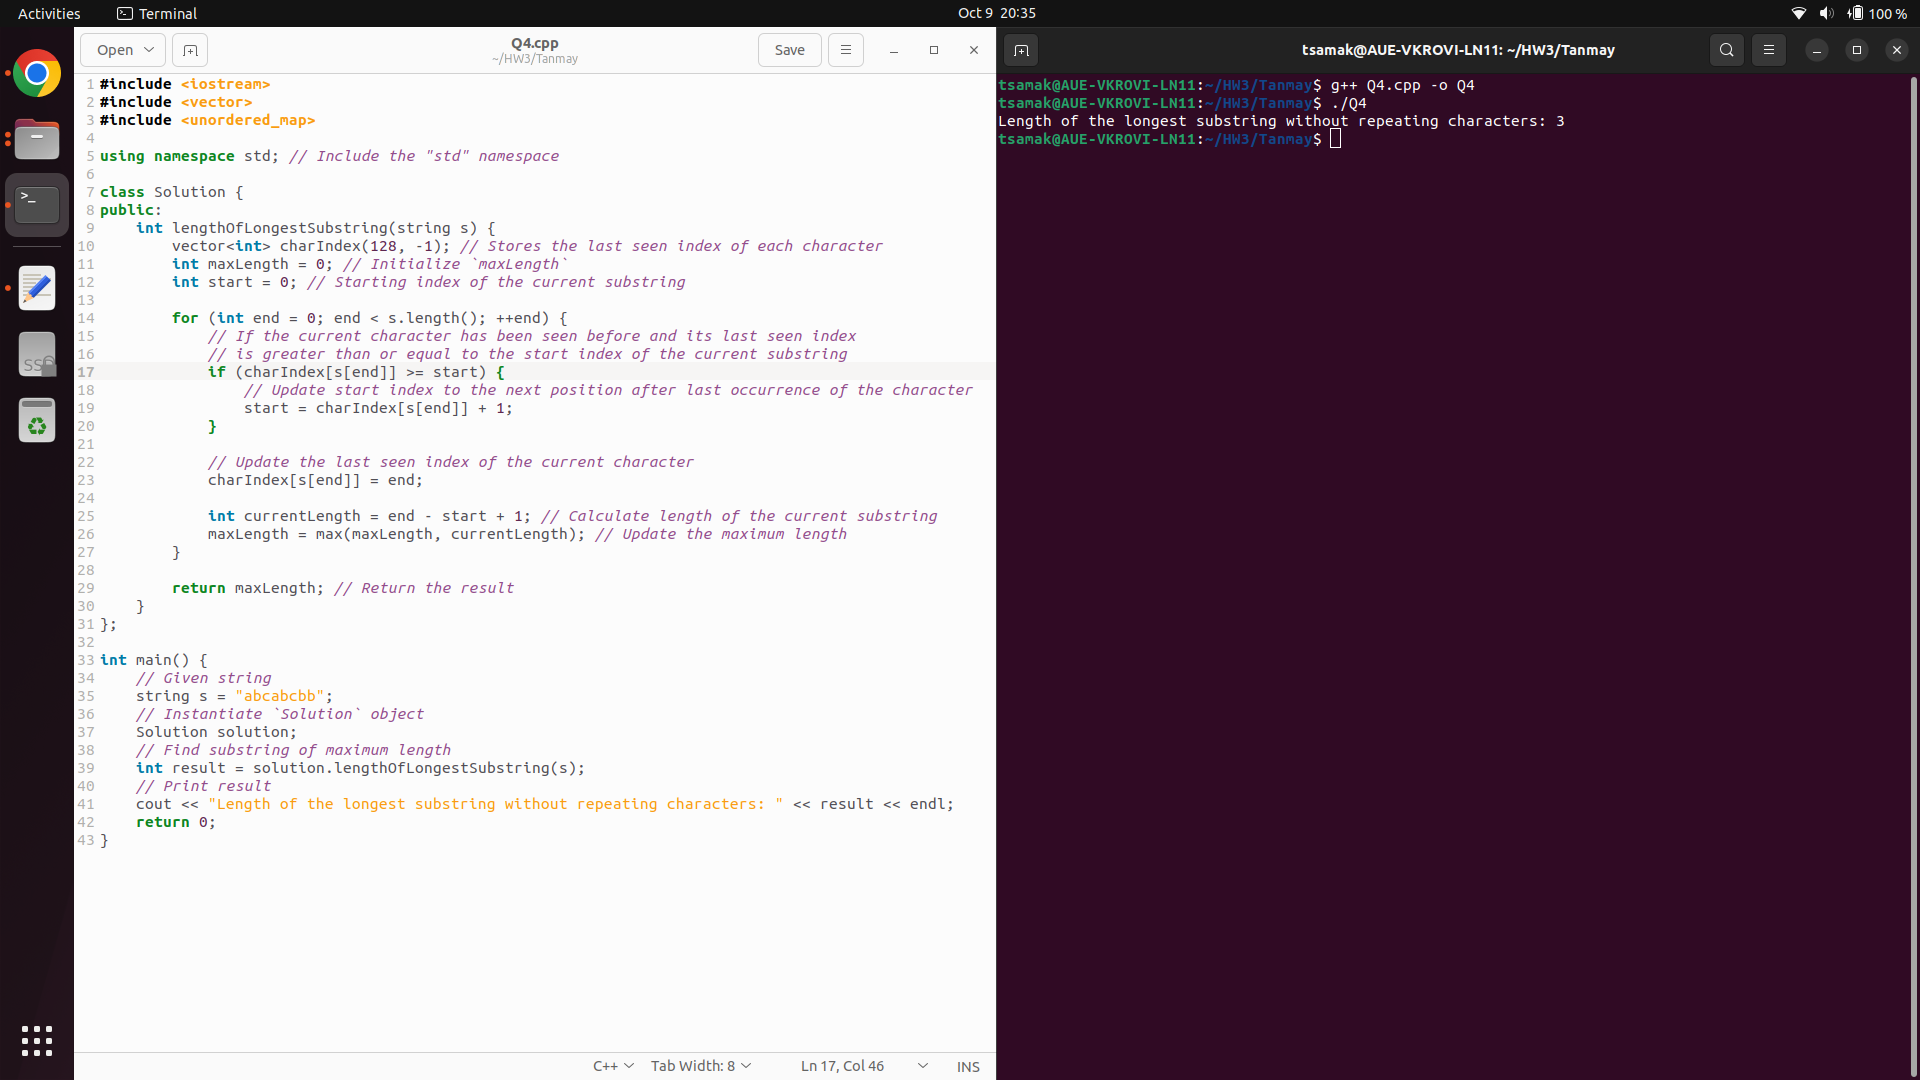 Activities
Terminal
Oct 9 20:35
100 %
Open
Q4.cpp
~/HW3/Tanmay
Save
1 #include <iostream>
2 #include <vector>
3 #include <unordered_map>
4
5 using namespace std; // Include the "std" namespace
6
7 class Solution {
8 public:
9     int lengthOfLongestSubstring(string s) {
10         vector<int> charIndex(128, -1); // Stores the last seen index of each character
11         int maxLength = 0; // Initialize `maxLength`
12         int start = 0; // Starting index of the current substring
13
14         for (int end = 0; end < s.length(); ++end) {
15             // If the current character has been seen before and its last seen index
16             // is greater than or equal to the start index of the current substring
17             if (charIndex[s[end]] >= start) {
18                 // Update start index to the next position after last occurrence of the character
19                 start = charIndex[s[end]] + 1;
20             }
21
22             // Update the last seen index of the current character
23             charIndex[s[end]] = end;
24
25             int currentLength = end - start + 1; // Calculate length of the current substring
26             maxLength = max(maxLength, currentLength); // Update the maximum length
27         }
28
29         return maxLength; // Return the result
30     }
31 };
32
33 int main() {
34     // Given string
35     string s = "abcabcbb";
36     // Instantiate `Solution` object
37     Solution solution;
38     // Find substring of maximum length
39     int result = solution.lengthOfLongestSubstring(s);
40     // Print result
41     cout << "Length of the longest substring without repeating characters: " << result << endl;
42     return 0;
43 }
C++
Tab Width: 8
Ln 17, Col 46
INS
tsamak@AUE-VKROVI-LN11: ~/HW3/Tanmay
tsamak@AUE-VKROVI-LN11:~/HW3/Tanmay$ g++ Q4.cpp -o Q4
tsamak@AUE-VKROVI-LN11:~/HW3/Tanmay$ ./Q4
Length of the longest substring without repeating characters: 3
tsamak@AUE-VKROVI-LN11:~/HW3/Tanmay$
>_
SS